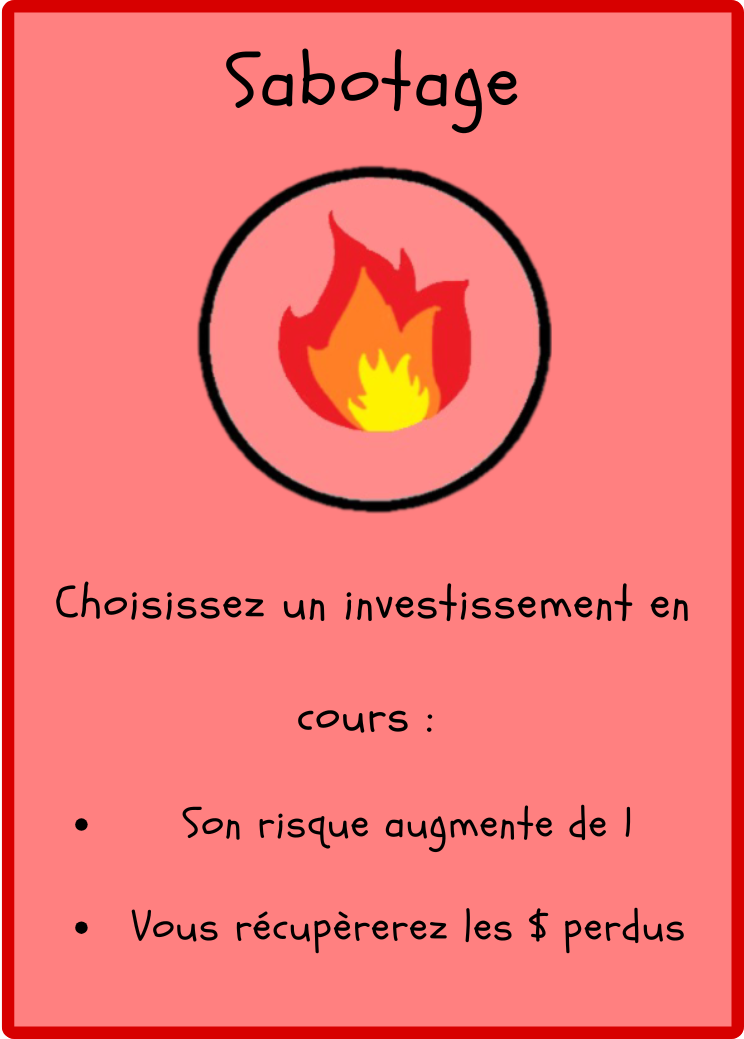 Sabotage
Choisissez un investissement en
cours :
• Son risque augmente de 1
• Vous récupèrerez les $ perdus